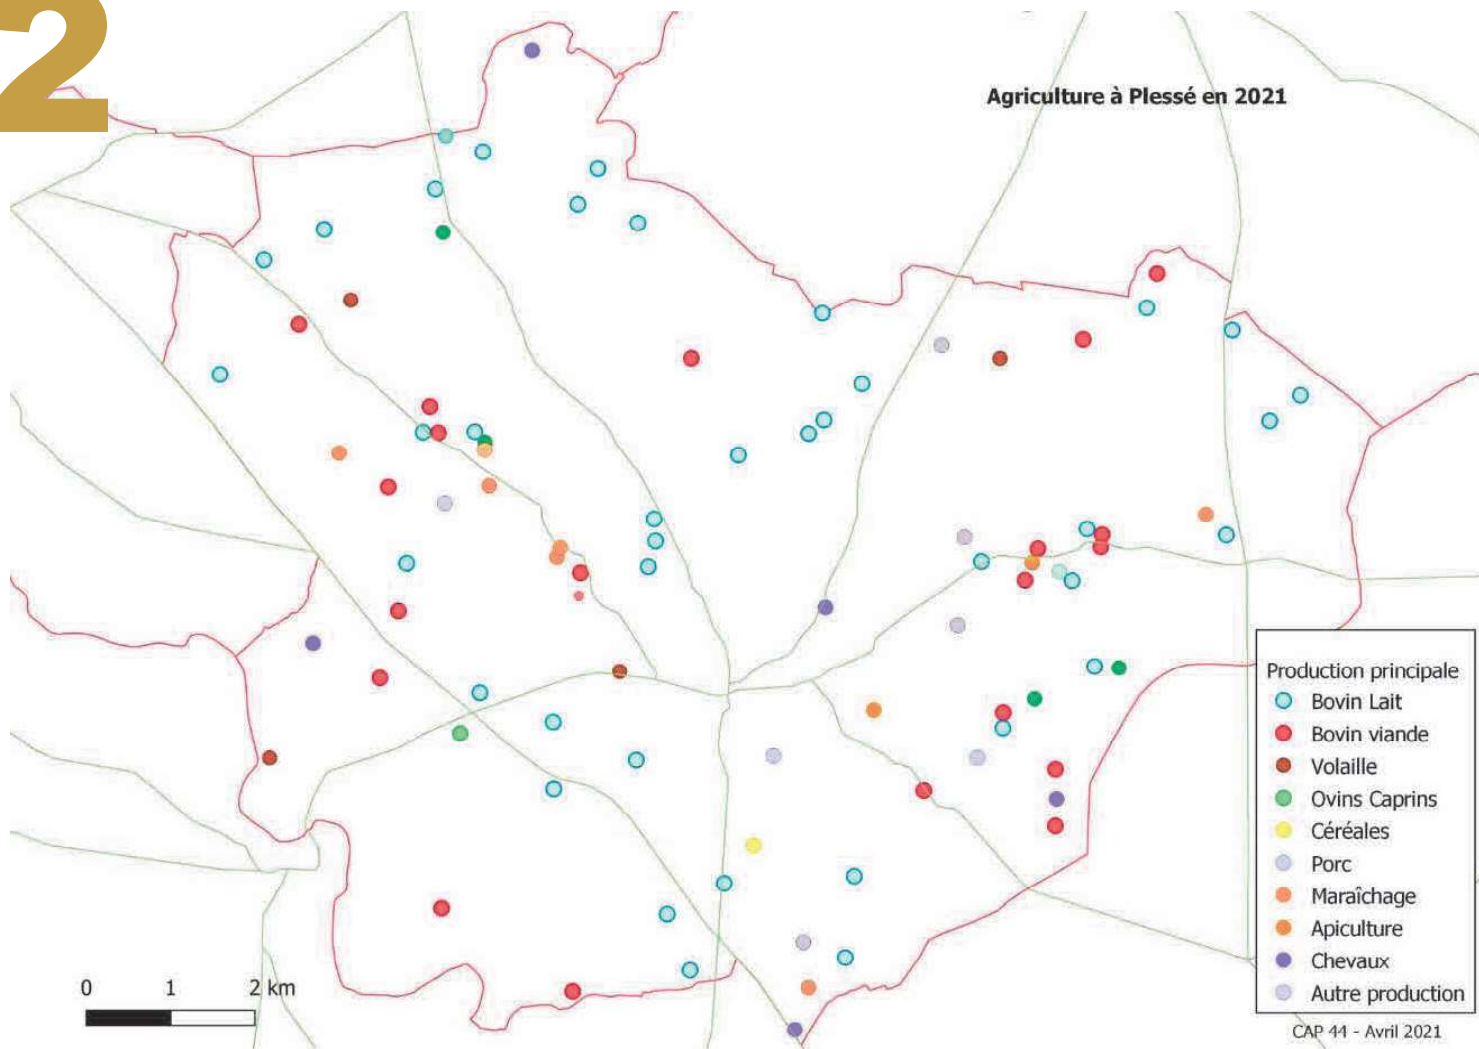 2
Agriculture à Plessé en 2021
Production principale
Bovin Lait
Bovin viande
Volaille
Ovins Caprins
Céréales
Porc
Maraîchage
Apiculture
Chevaux
Autre production
0 1 2 km
CAP 44 - Avril 2021